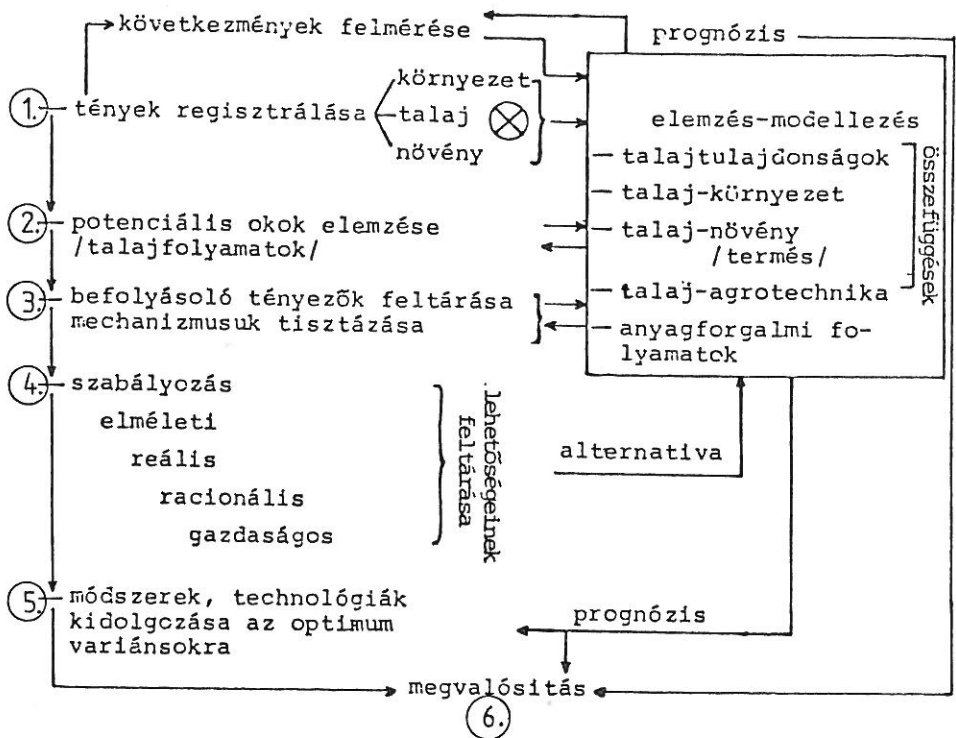 következmények felmérése
prognózis
1. tények regisztrálása
környezet
talaj
növény
elemzés-modellezés
talajtulajdonságok
talaj-környezet
talaj-növény
/termés/
talaj-agrotechnika
összefüggések
anyagforgalmi fo-
lyamatok
2. potenciális okok elemzése
/talajfolyamatok/
3. befolyásoló tényezők feltárása
mechanizmusuk tisztázása
4. szabályozás
elméleti
reális
racionális
gazdaságos
lehetőségeinek
feltárása
alternativa
5. módszerek, technológiák
kidolgozása az optimum
variánsokra
prognózis
megvalósitás
6.